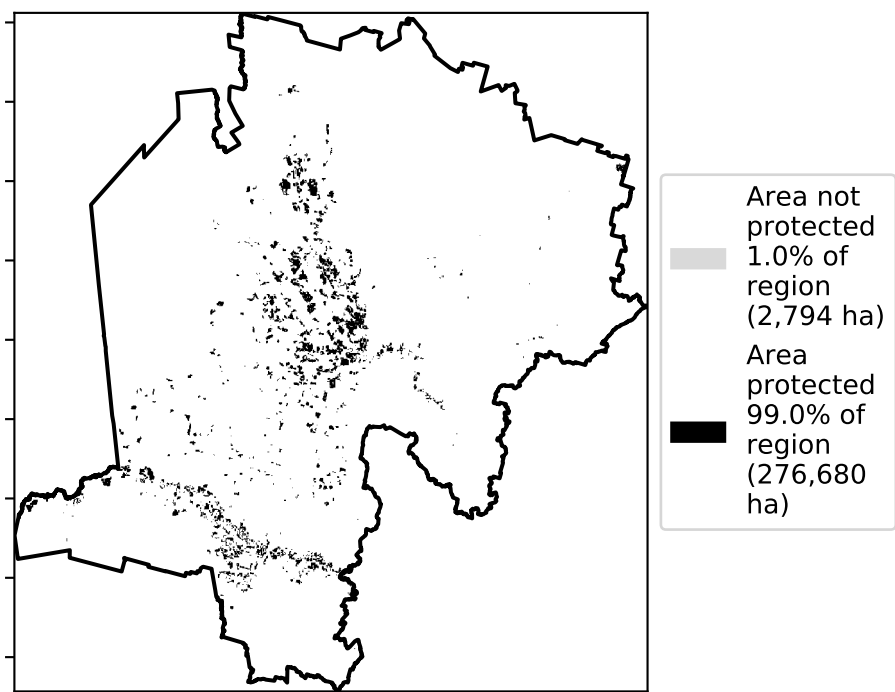 Area not
protected
1.0% of
region
(2,794 ha)
Area
protected
99.0% of
region
(276,680
ha)